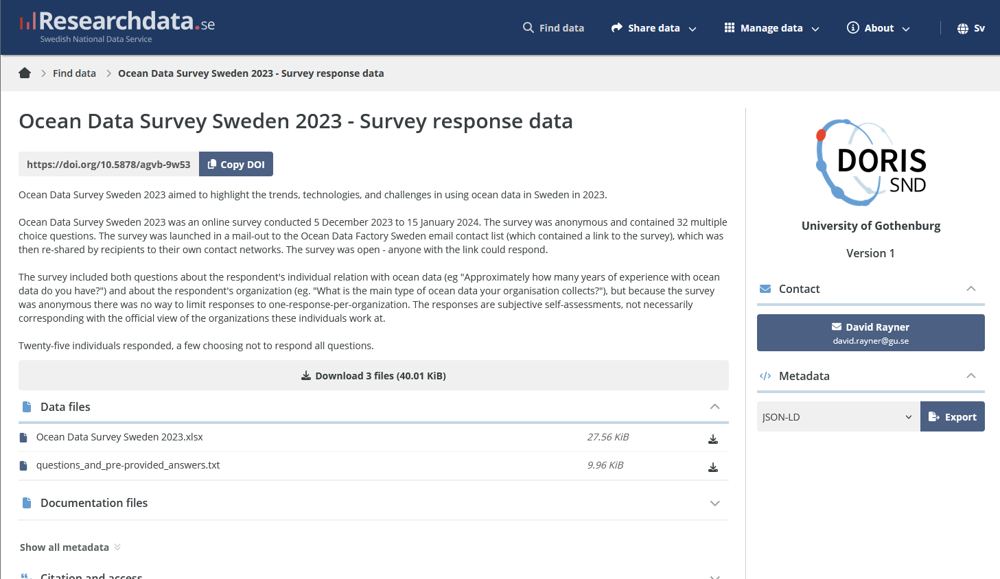 Researchdata.se
Swedish National Data Service
Find data
Share data
Manage data
About
Sv
Find data
Ocean Data Survey Sweden 2023 - Survey response data
Ocean Data Survey Sweden 2023 - Survey response data
https://doi.org/10.5878/agvb-9w53
Copy DOI
Ocean Data Survey Sweden 2023 aimed to highlight the trends, technologies, and challenges in using ocean data in Sweden in 2023.
Ocean Data Survey Sweden 2023 was an online survey conducted 5 December 2023 to 15 January 2024. The survey was anonymous and contained 32 multiple
choice questions. The survey was launched in a mail-out to the Ocean Data Factory Sweden email contact list (which contained a link to the survey), which was
then re-shared by recipients to their own contact networks. The survey was open - anyone with the link could respond.
The survey included both questions about the respondent's individual relation with ocean data (eg "Approximately how many years of experience with ocean
data do you have?") and about the respondent's organization (eg. "What is the main type of ocean data your organisation collects?"), but because the survey
was anonymous there was no way to limit responses to one-response-per-organization. The responses are subjective self-assessments, not necessarily
corresponding with the official view of the organizations these individuals work at.
Twenty-five individuals responded, a few choosing not to respond all questions.
Download 3 files (40.01 KiB)
Data files
Ocean Data Survey Sweden 2023.xlsx
27.56 KiB
questions_and_pre-provided_answers.txt
9.96 KiB
Documentation files
Show all metadata
Citation and access
DORIS
SND
University of Gothenburg
Version 1
Contact
David Rayner
david.rayner@gu.se
Metadata
JSON-LD
Export